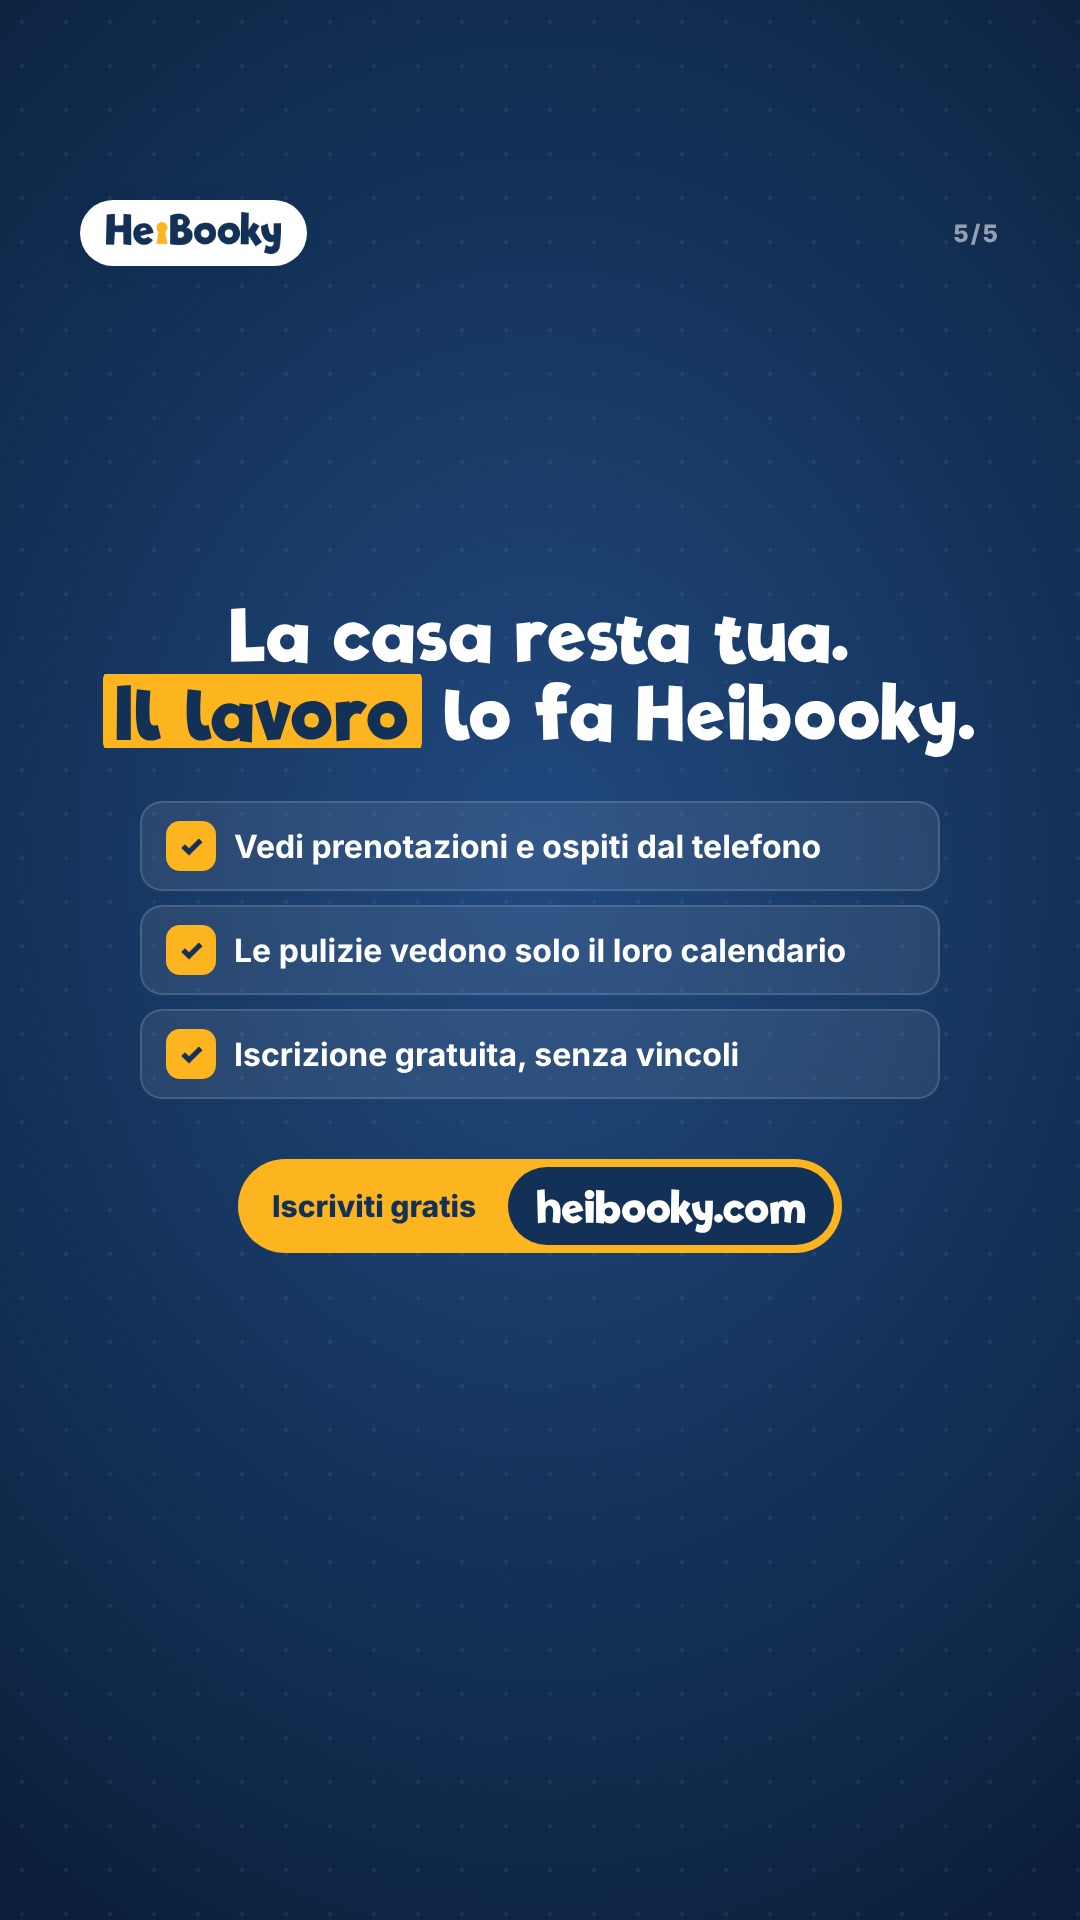 HeiBooky
5/5
La casa resta tua.
Il lavoro lo fa Heibooky.
Vedi prenotazioni e ospiti dal telefono
Le pulizie vedono solo il loro calendario
Iscrizione gratuita, senza vincoli
Iscriviti gratis heibooky.com